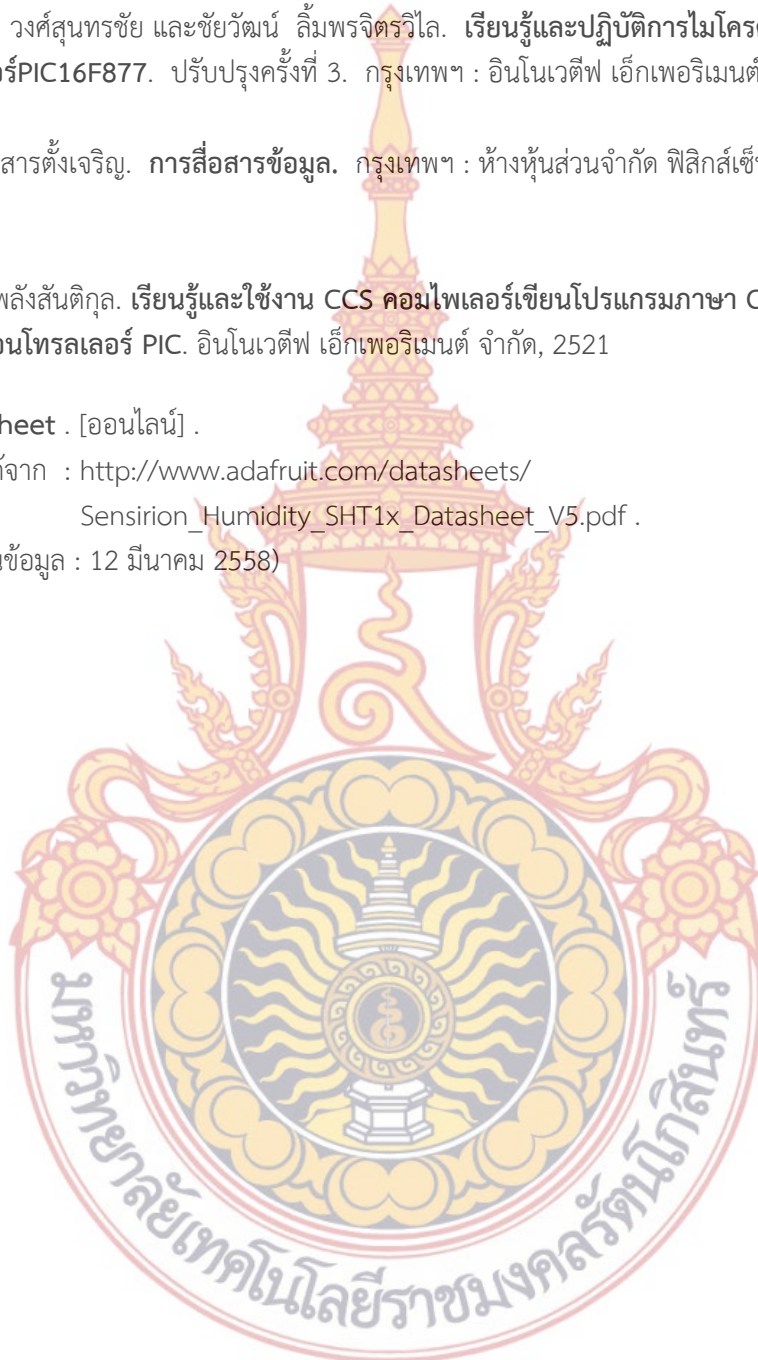 วงศ์สุนทรชัย และชัยวัฒน์ ลิ้มพรจิตรวิไล. เรียนรู้และปฏิบัติการไมโคร
ร์PIC16F877. ปรับปรุงครั้งที่ 3. กรุงเทพฯ : อินโนเวตีฟ เอ็กเพอริเมนต์
สารตั้งเจริญ. การสื่อสารข้อมูล. กรุงเทพฯ : ห้างหุ้นส่วนจำกัด ฟิสิกส์เซ็
พลังสันติกุล. เรียนรู้และใช้งาน CCS คอมไพเลอร์เขียนโปรแกรมภาษา C
อนโทรลเลอร์ PIC. อินโนเวตีฟ เอ็กเพอริเมนต์ จำกัด, 2521
heet . [ออนไลน์] .
ด้จาก : http://www.adafruit.com/datasheets/
Sensirion_Humidity_SHT1x_Datasheet_V5.pdf .
นข้อมูล : 12 มีนาคม 2558)
มหาวิทยาลัยเทคโนโลยีราชมงคลรัตนโกสินทร์